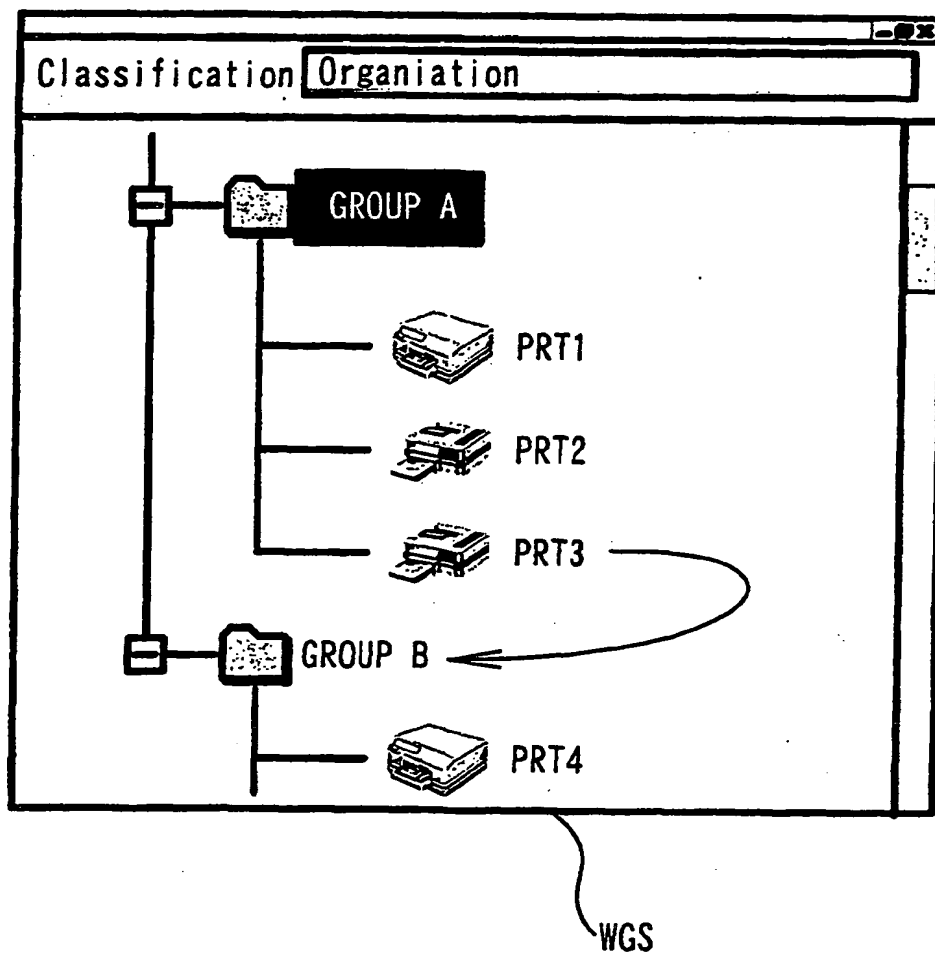 Classification Organiation
GROUP A
PRT1
PRT2
PRT3
GROUP B
PRT4
WGS